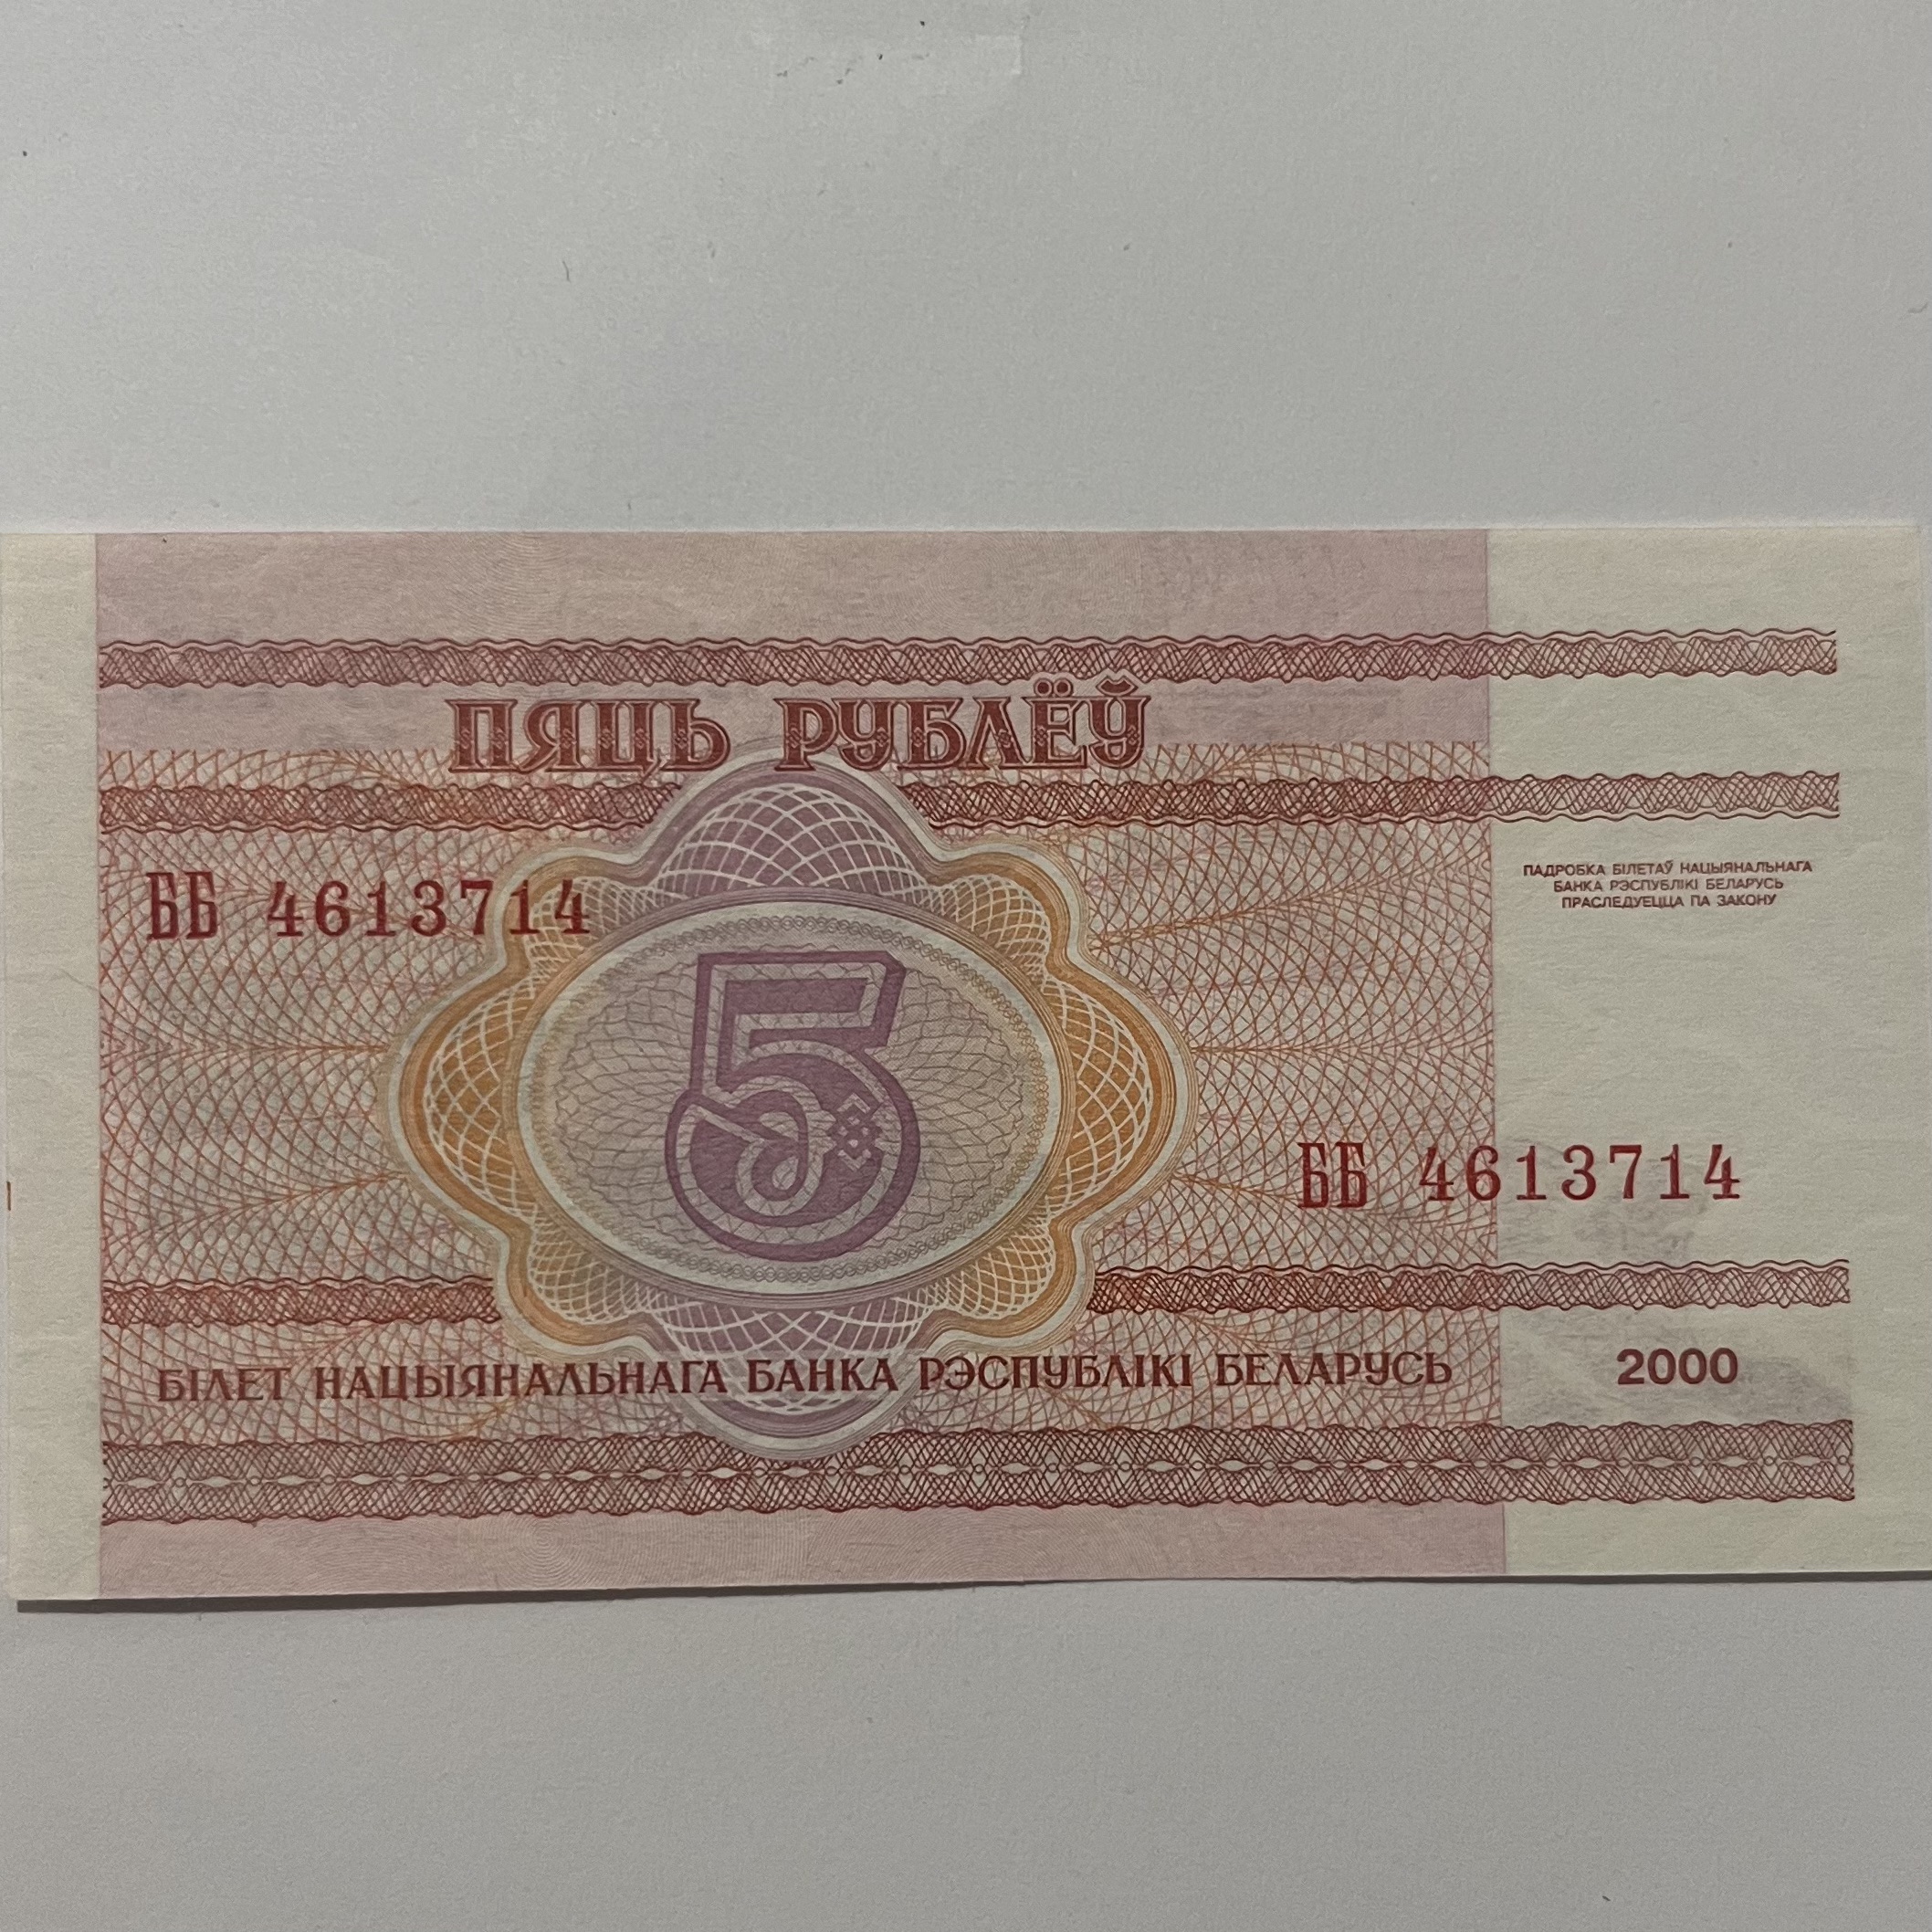 ПЯЦЬ РУБЛЁЎ
ББ 4613714
ПАДРОБКА БІЛЕТАЎ НАЦЫЯНАЛЬНАГА
БАНКА РЭСПУБЛІКІ БЕЛАРУСЬ
ПРАСЛЕДУЕЦЦА ПА ЗАКОНУ
5
ББ 4613714
БІЛЕТ НАЦЫЯНАЛЬНАГА БАНКА РЭСПУБЛІКІ БЕЛАРУСЬ
2000